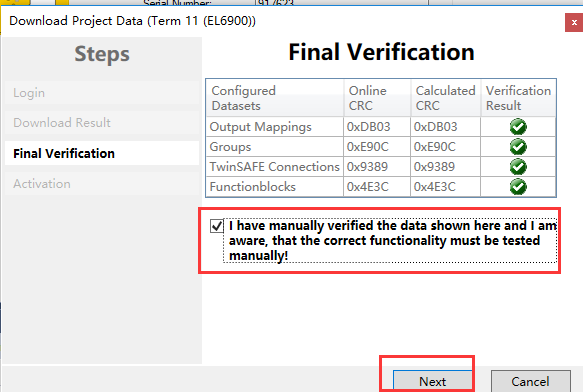 Serial Number: 917623
Download Project Data (Term 11 (EL6900))
x
Steps
Login
Download Result
Final Verification
Activation
Final Verification
Configured Datasets Online CRC Calculated CRC Verification Result
Output Mappings 0xDB03 0xDB03
Groups 0xE90C 0xE90C
TwinSAFE Connections 0x9389 0x9389
Functionblocks 0x4E3C 0x4E3C
I have manually verified the data shown here and I am
aware, that the correct functionality must be tested
manually!
Next Cancel